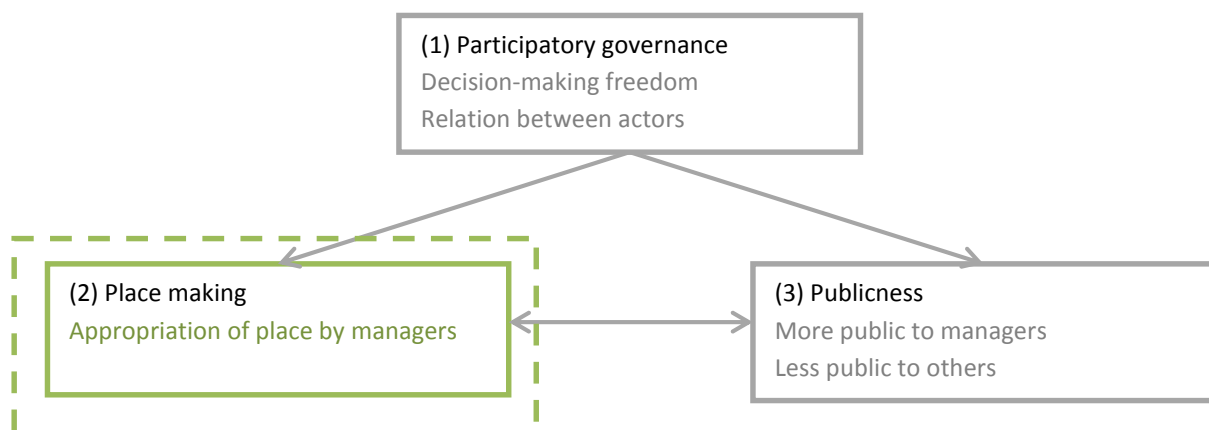 (1) Participatory governance
Decision-making freedom
Relation between actors
(2) Place making
Appropriation of place by managers
(3) Publicness
More public to managers
Less public to others